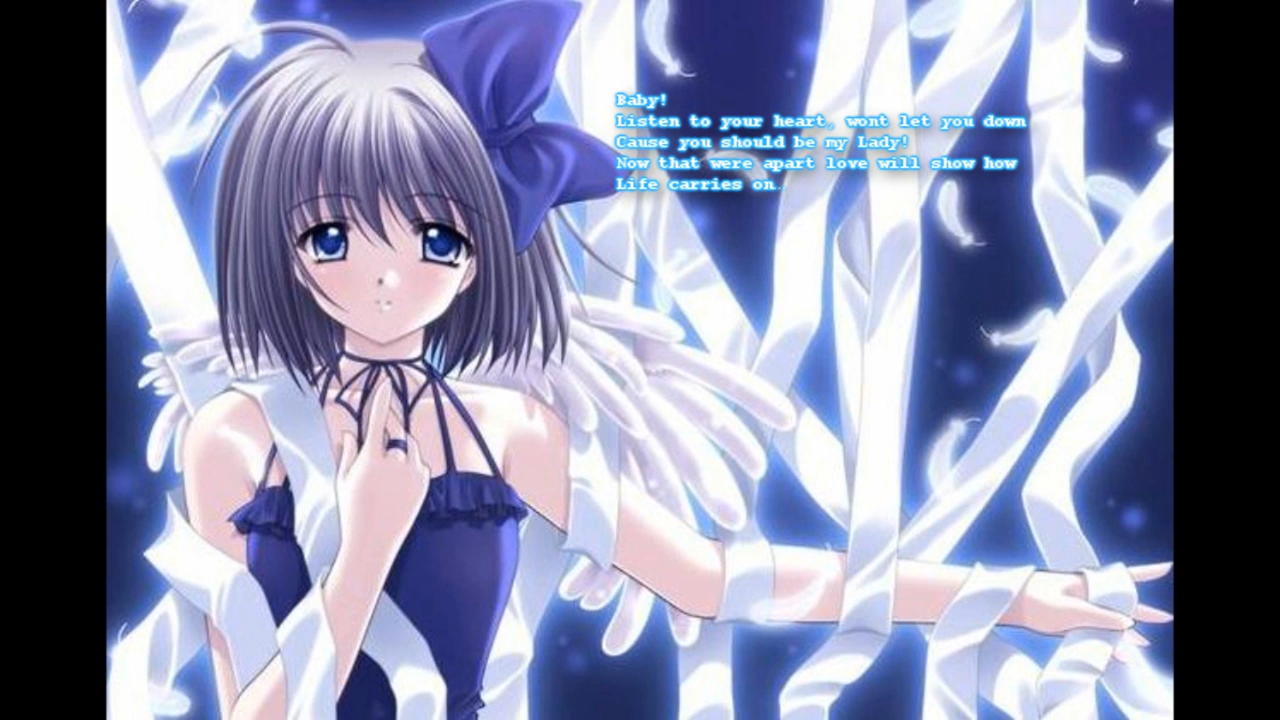 Baby!
Listen to your heart, wont let you down
Cause you should be my Lady!
Now that were apart love will show how
Life carries on.